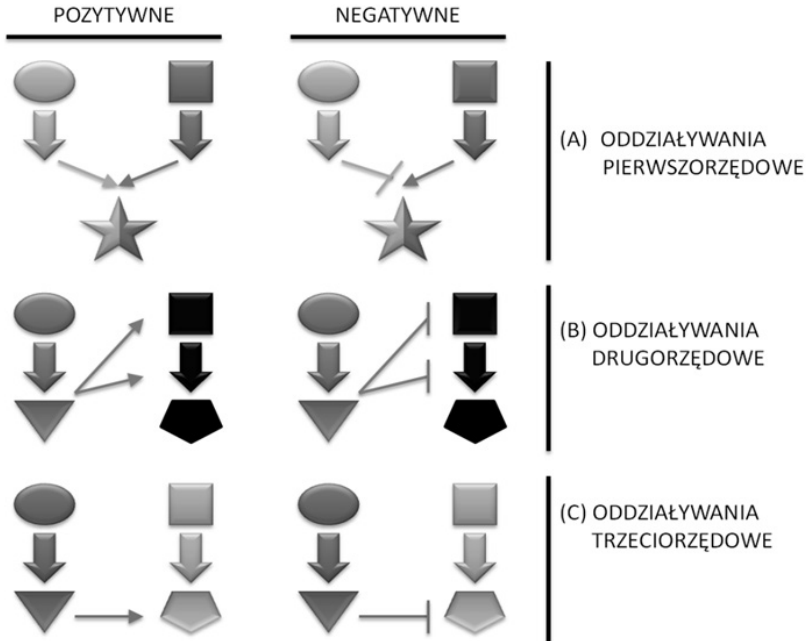 POZYTYWNE
NEGATYWNE
(A) ODDZIAŁYWANIA
PIERWSZORZĘDOWE
(B) ODDZIAŁYWANIA
DRUGORZĘDOWE
(C) ODDZIAŁYWANIA
TRZECIORZĘDOWE